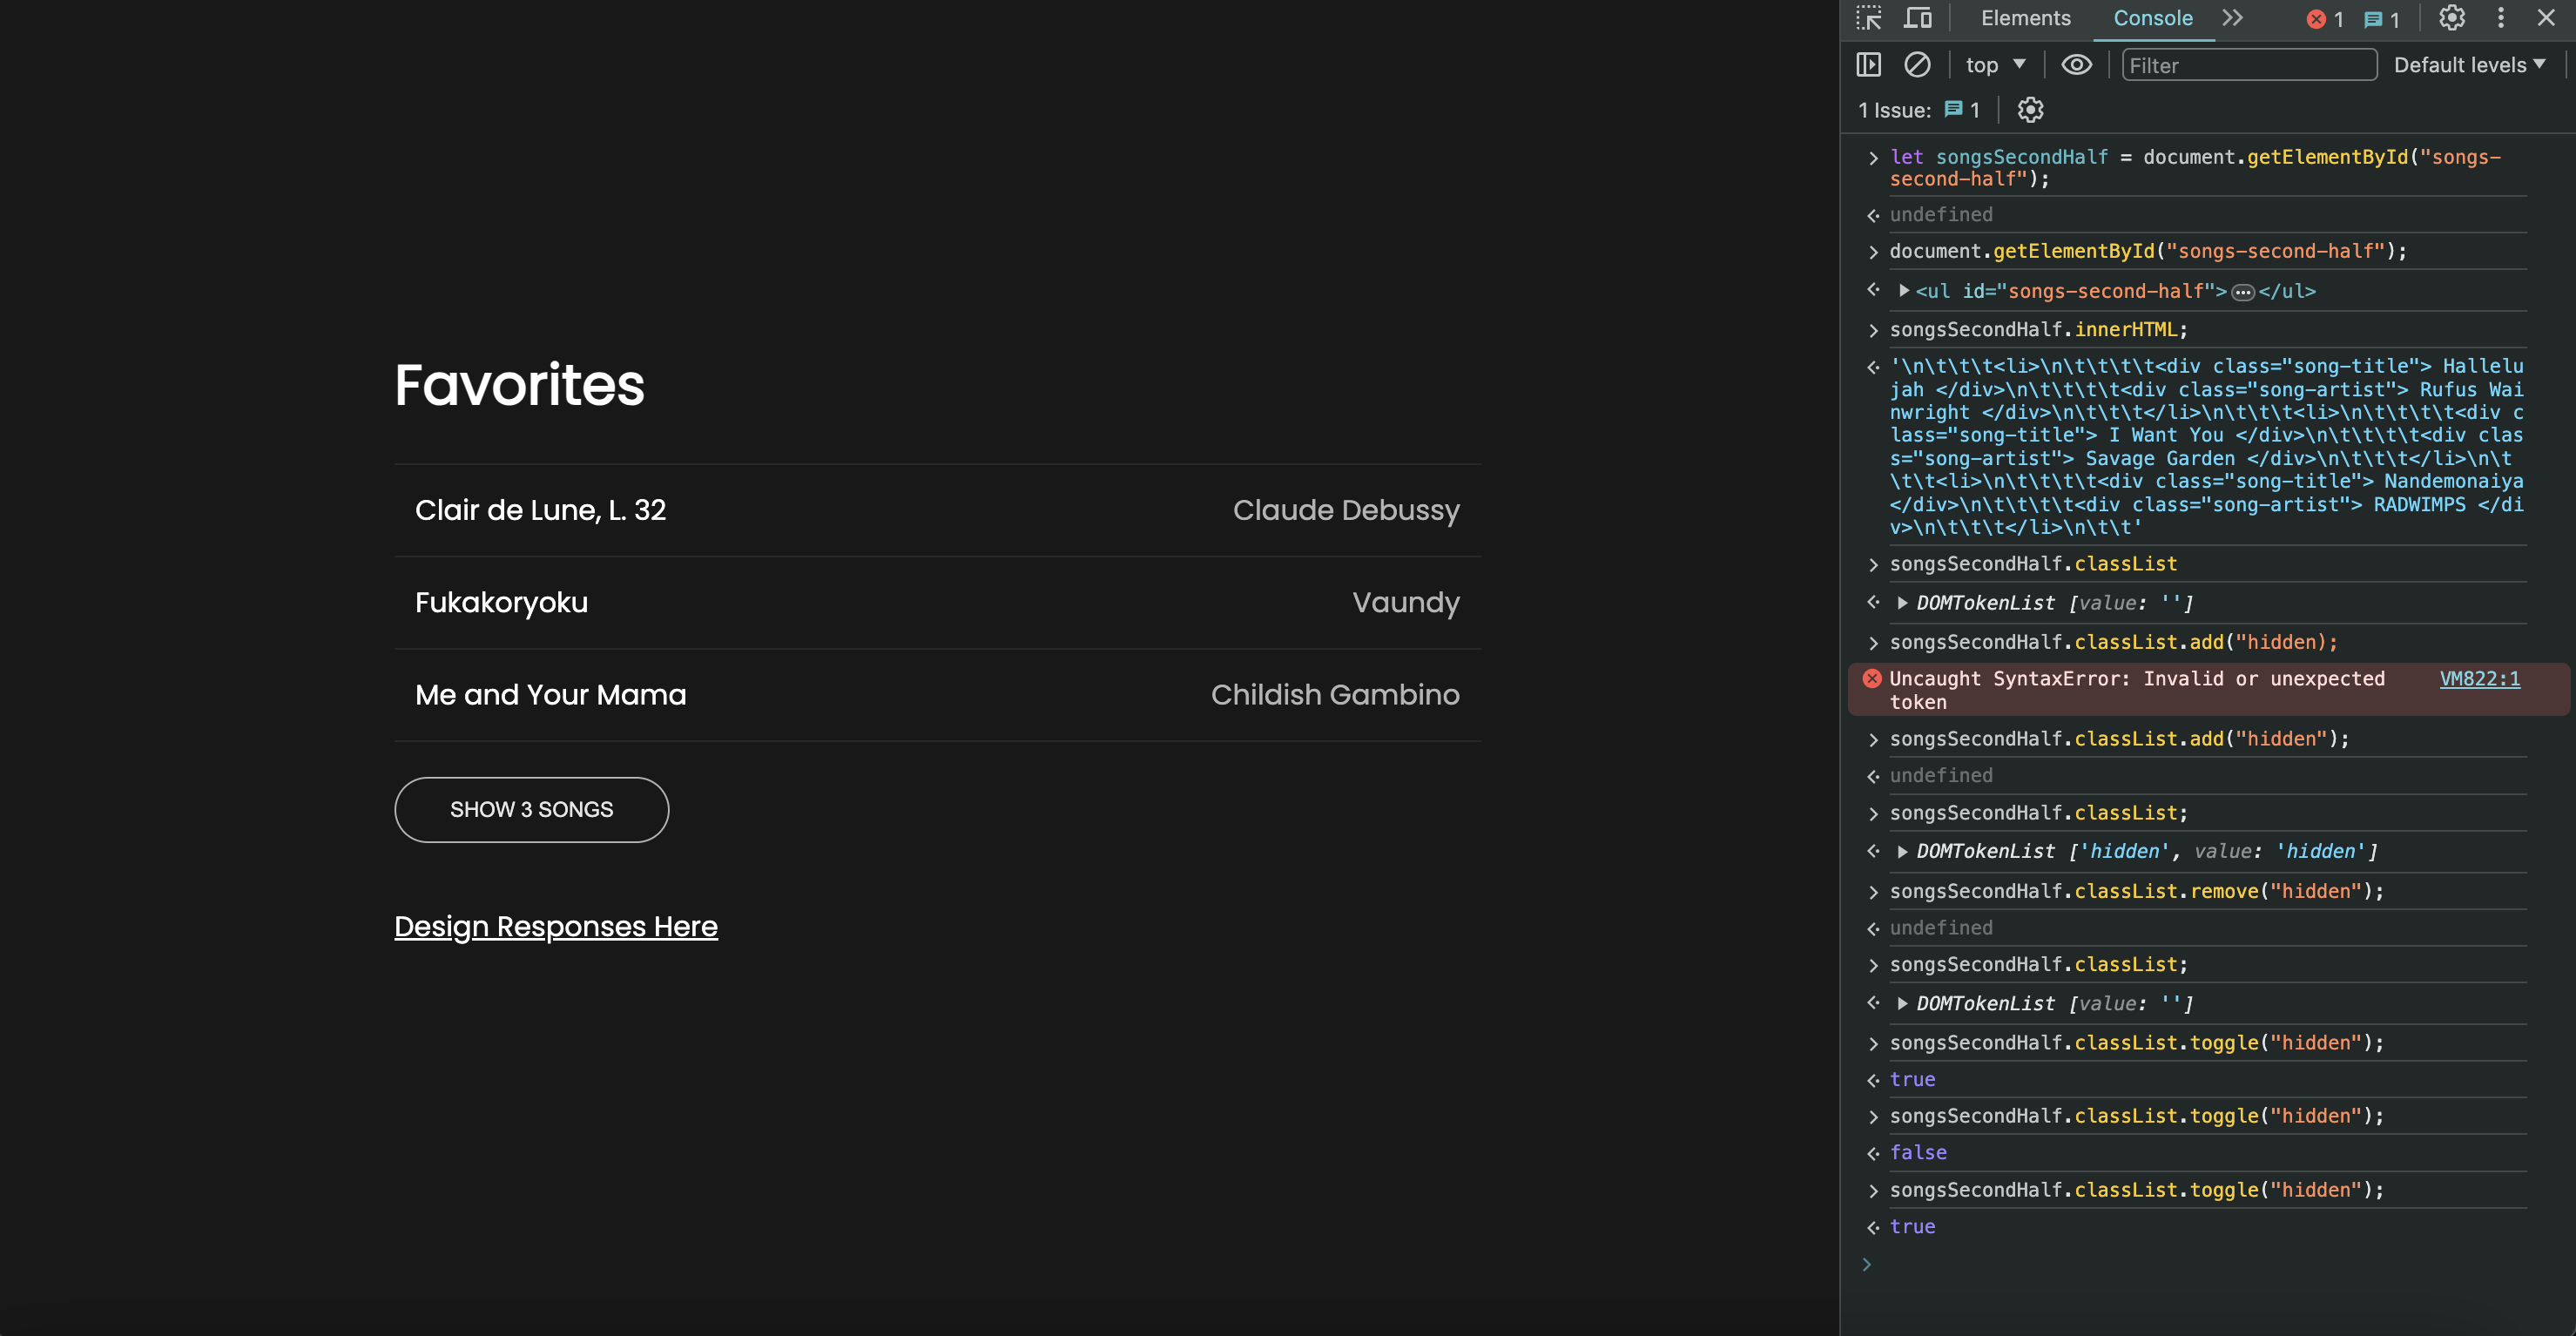 Favorites
Clair de Lune, L. 32 Claude Debussy
Fukakoryoku Vaundy
Me and Your Mama Childish Gambino
SHOW 3 SONGS
Design Responses Here
Elements Console 1 1
top Filter Default levels
1 Issue: 1
let songsSecondHalf = document.getElementById("songs-
second-half");
undefined
document.getElementById("songs-second-half");
<ul id="songs-second-half">…</ul>
songsSecondHalf.innerHTML;
'\n\t\t\t<li>\n\t\t\t\t<div class="song-title"> Hallelu
jah </div>\n\t\t\t\t<div class="song-artist"> Rufus Wai
nwright </div>\n\t\t\t</li>\n\t\t\t<li>\n\t\t\t\t<div c
lass="song-title"> I Want You </div>\n\t\t\t\t<div clas
s="song-artist"> Savage Garden </div>\n\t\t\t</li>\n\t
\t\t<li>\n\t\t\t\t<div class="song-title"> Nandemonaiya
</div>\n\t\t\t\t<div class="song-artist"> RADWIMPS </di
v>\n\t\t\t</li>\n\t\t'
songsSecondHalf.classList
DOMTokenList [value: '']
songsSecondHalf.classList.add("hidden);
Uncaught SyntaxError: Invalid or unexpected VM822:1
token
songsSecondHalf.classList.add("hidden");
undefined
songsSecondHalf.classList;
DOMTokenList ['hidden', value: 'hidden']
songsSecondHalf.classList.remove("hidden");
undefined
songsSecondHalf.classList;
DOMTokenList [value: '']
songsSecondHalf.classList.toggle("hidden");
true
songsSecondHalf.classList.toggle("hidden");
false
songsSecondHalf.classList.toggle("hidden");
true